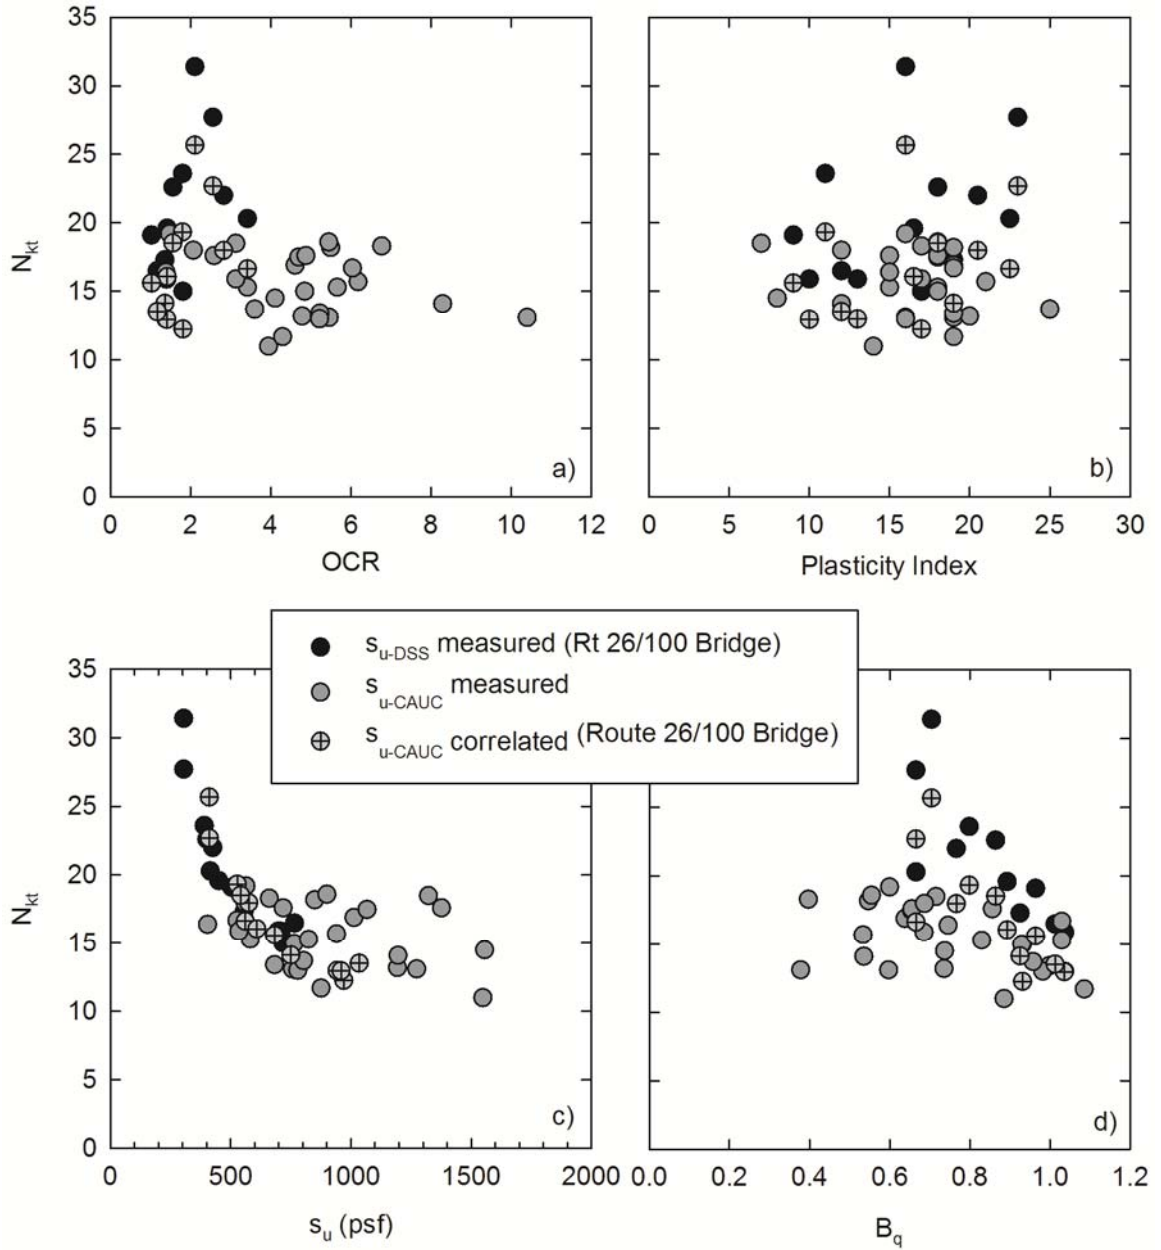 35
30
25
20
15
10
5
0
N_kt
a)
0 2 4 6 8 10 12
OCR
b)
0 5 10 15 20 25 30
Plasticity Index
s_u-DSS measured (Rt 26/100 Bridge)
s_u-CAUC measured
s_u-CAUC correlated (Route 26/100 Bridge)
35
30
25
20
15
10
5
0
N_kt
c)
0 500 1000 1500 2000
s_u (psf)
d)
0.0 0.2 0.4 0.6 0.8 1.0 1.2
B_q